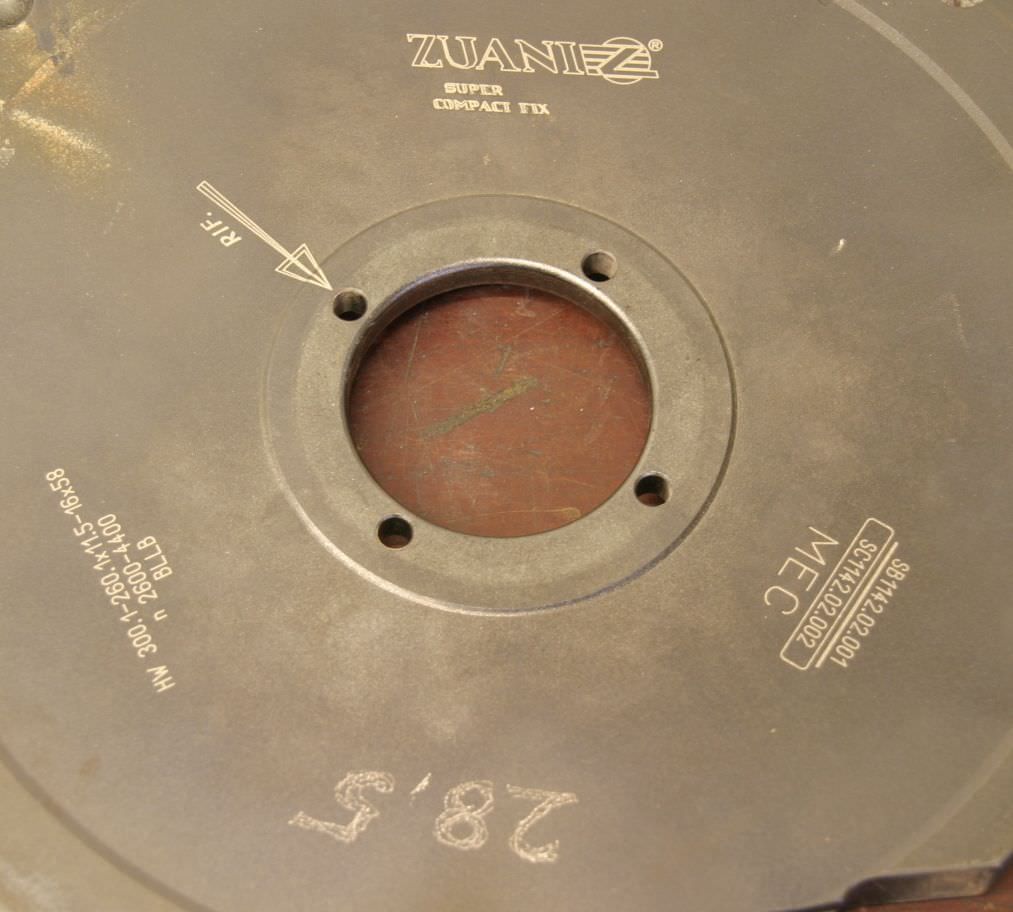 ZUANI Z®
SUPER
COMPACT FIX
RIF.
HW 300,1-260,1x11.5-16x58
n 2600-4400
BLLB
SB1142.02.001
SC1142.02.002
MEC
28,5